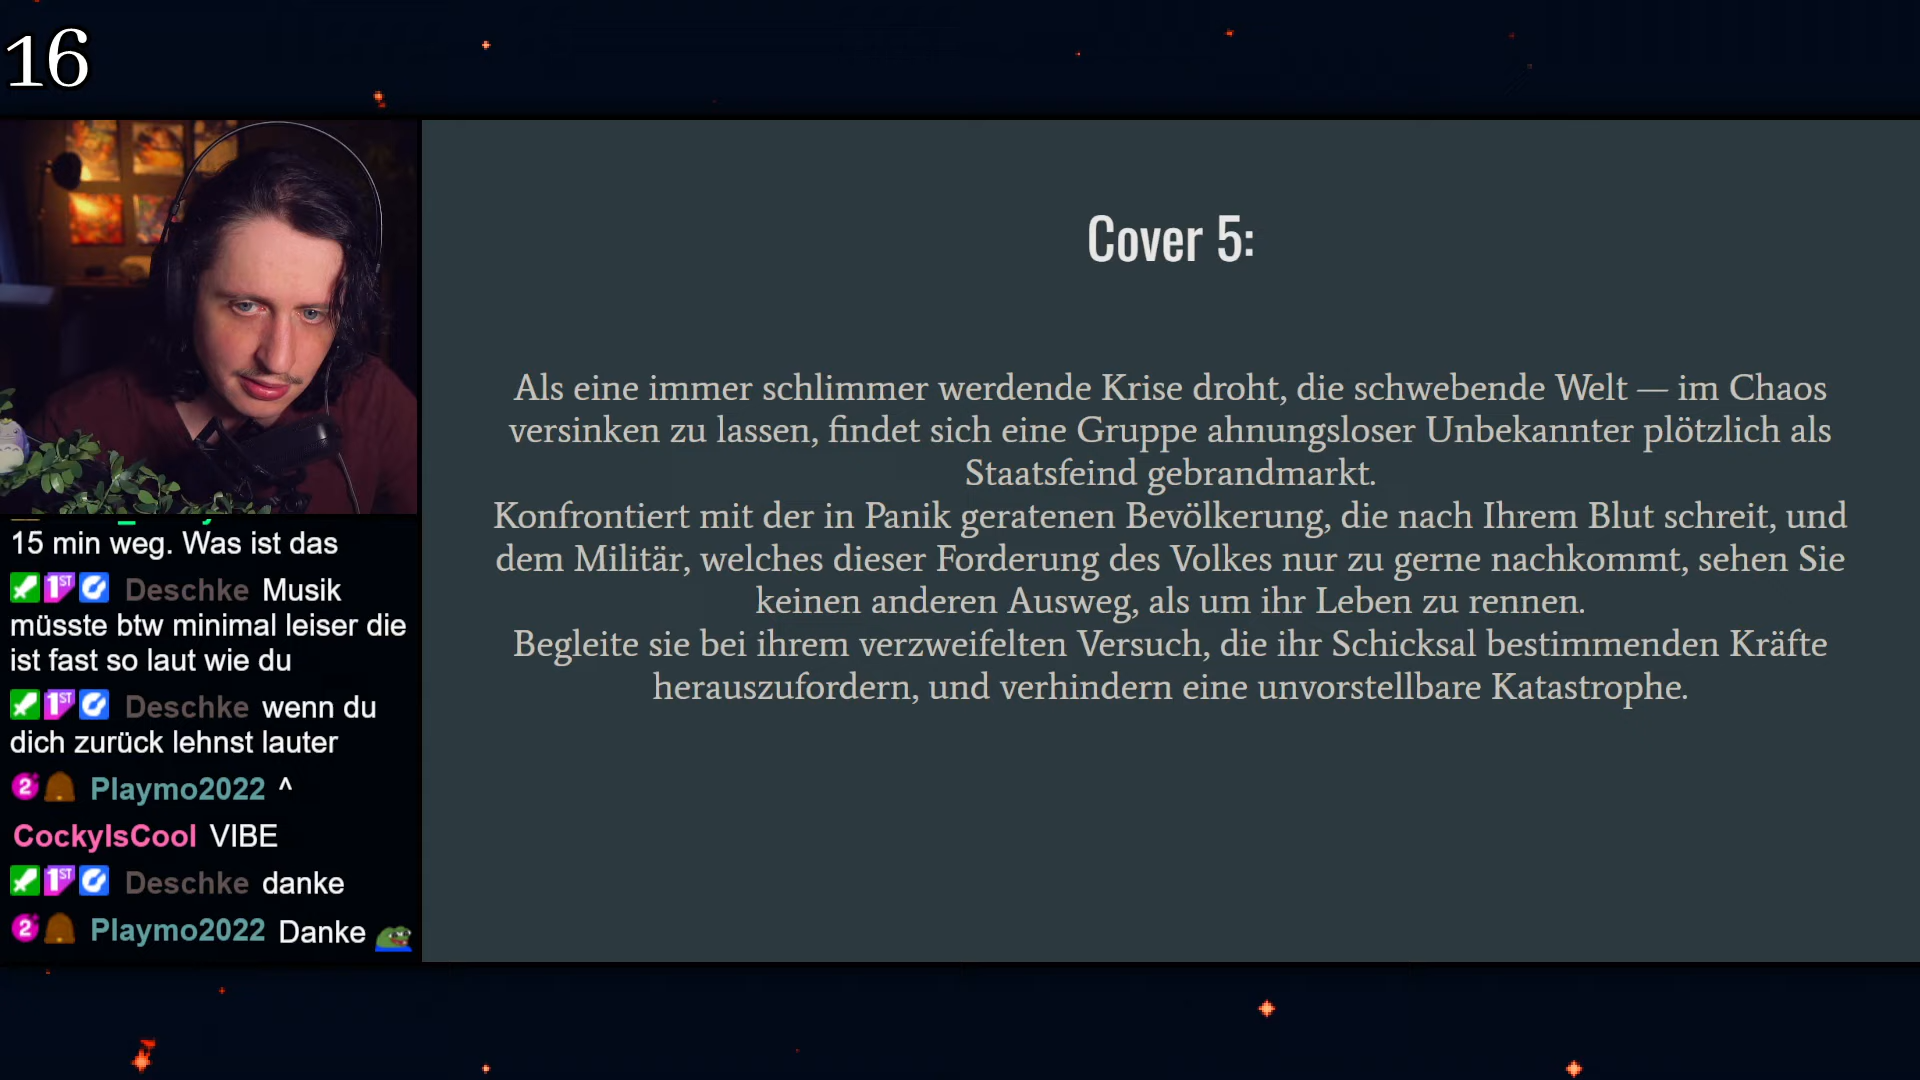 16
15 min weg. Was ist das
Deschke Musik
müsste btw minimal leiser die
ist fast so laut wie du
Deschke wenn du
dich zurück lehnst lauter
Playmo2022 ^
CockyIsCool VIBE
Deschke danke
Playmo2022 Danke
Cover 5:
Als eine immer schlimmer werdende Krise droht, die schwebende Welt — im Chaos
versinken zu lassen, findet sich eine Gruppe ahnungsloser Unbekannter plötzlich als
Staatsfeind gebrandmarkt.
Konfrontiert mit der in Panik geratenen Bevölkerung, die nach Ihrem Blut schreit, und
dem Militär, welches dieser Forderung des Volkes nur zu gerne nachkommt, sehen Sie
keinen anderen Ausweg, als um ihr Leben zu rennen.
Begleite sie bei ihrem verzweifelten Versuch, die ihr Schicksal bestimmenden Kräfte
herauszufordern, und verhindern eine unvorstellbare Katastrophe.